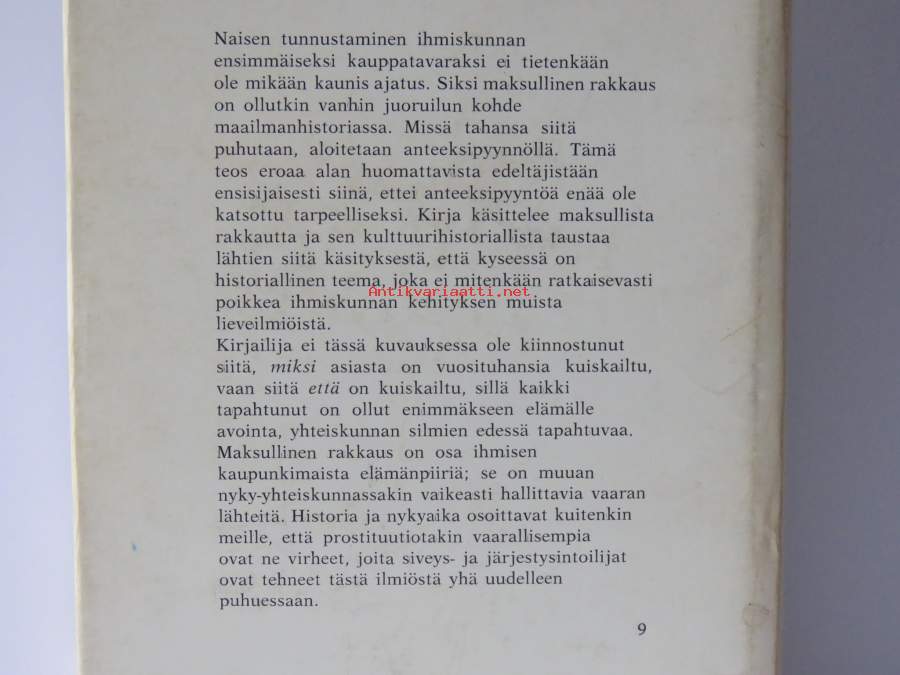 Naisen tunnustaminen ihmiskunnan
ensimmäiseksi kauppatavaraksi ei tietenkään
ole mikään kaunis ajatus. Siksi maksullinen rakkaus
on ollutkin vanhin juoruilun kohde
maailmanhistoriassa. Missä tahansa siitä
puhutaan, aloitetaan anteeksipyynnöllä. Tämä
teos eroaa alan huomattavista edeltäjistään
ensisijaisesti siinä, ettei anteeksipyyntöä enää ole
katsottu tarpeelliseksi. Kirja käsittelee maksullista
rakkautta ja sen kulttuurihistoriallista taustaa
lähtien siitä käsityksestä, että kyseessä on
historiallinen teema, joka ei mitenkään ratkaisevasti
Antikvariaatti.net
poikkea ihmiskunnan kehityksen muista
lieveilmiöistä.
Kirjailija ei tässä kuvauksessa ole kiinnostunut
siitä, miksi asiasta on vuosituhansia kuiskailtu,
vaan siitä että on kuiskailtu, sillä kaikki
tapahtunut on ollut enimmäkseen elämälle
avointa, yhteiskunnan silmien edessä tapahtuvaa.
Maksullinen rakkaus on osa ihmisen
kaupunkimaista elämänpiiriä; se on muuan
nyky-yhteiskunnassakin vaikeasti hallittavia vaaran
lähteitä. Historia ja nykyaika osoittavat kuitenkin
meille, että prostituutiotakin vaarallisempia
ovat ne virheet, joita siveys- ja järjestysintoilijat
ovat tehneet tästä ilmiöstä yhä uudelleen
puhuessaan.
9